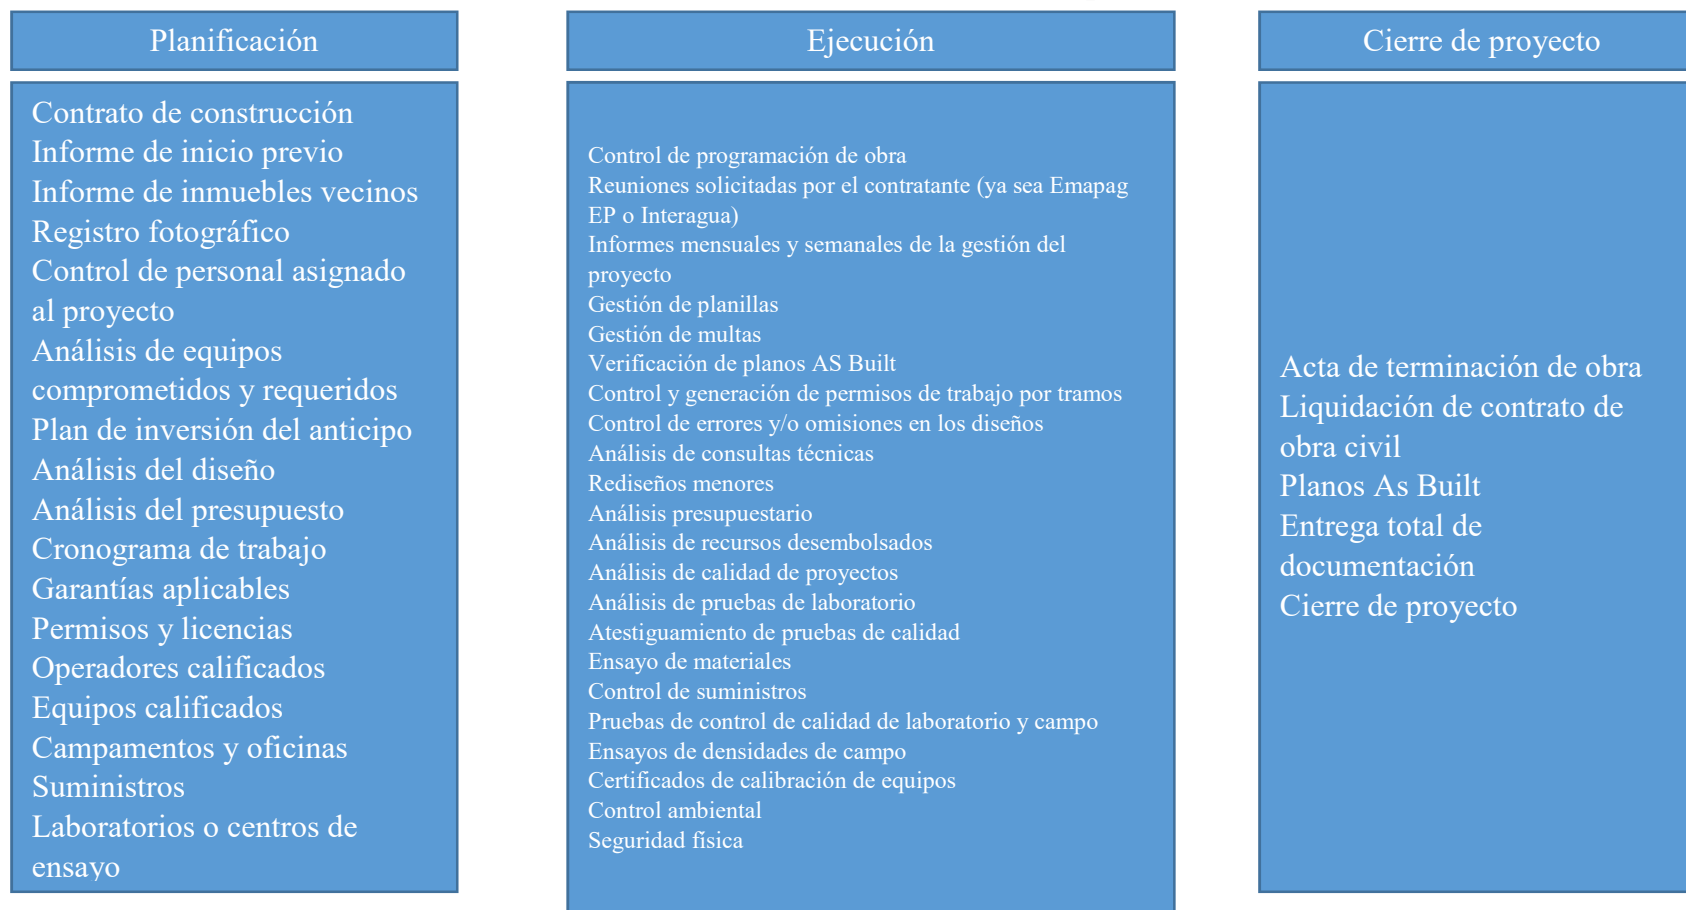 Planificación
Contrato de construcción
Informe de inicio previo
Informe de inmuebles vecinos
Registro fotográfico
Control de personal asignado
al proyecto
Análisis de equipos
comprometidos y requeridos
Plan de inversión del anticipo
Análisis del diseño
Análisis del presupuesto
Cronograma de trabajo
Garantías aplicables
Permisos y licencias
Operadores calificados
Equipos calificados
Campamentos y oficinas
Suministros
Laboratorios o centros de
ensayo
Ejecución
Control de programación de obra
Reuniones solicitadas por el contratante (ya sea Emapag
EP o Interagua)
Informes mensuales y semanales de la gestión del
proyecto
Gestión de planillas
Gestión de multas
Verificación de planos AS Built
Control y generación de permisos de trabajo por tramos
Control de errores y/o omisiones en los diseños
Análisis de consultas técnicas
Rediseños menores
Análisis presupuestario
Análisis de recursos desembolsados
Análisis de calidad de proyectos
Análisis de pruebas de laboratorio
Atestiguamiento de pruebas de calidad
Ensayo de materiales
Control de suministros
Pruebas de control de calidad de laboratorio y campo
Ensayos de densidades de campo
Certificados de calibración de equipos
Control ambiental
Seguridad física
Cierre de proyecto
Acta de terminación de obra
Liquidación de contrato de
obra civil
Planos As Built
Entrega total de
documentación
Cierre de proyecto